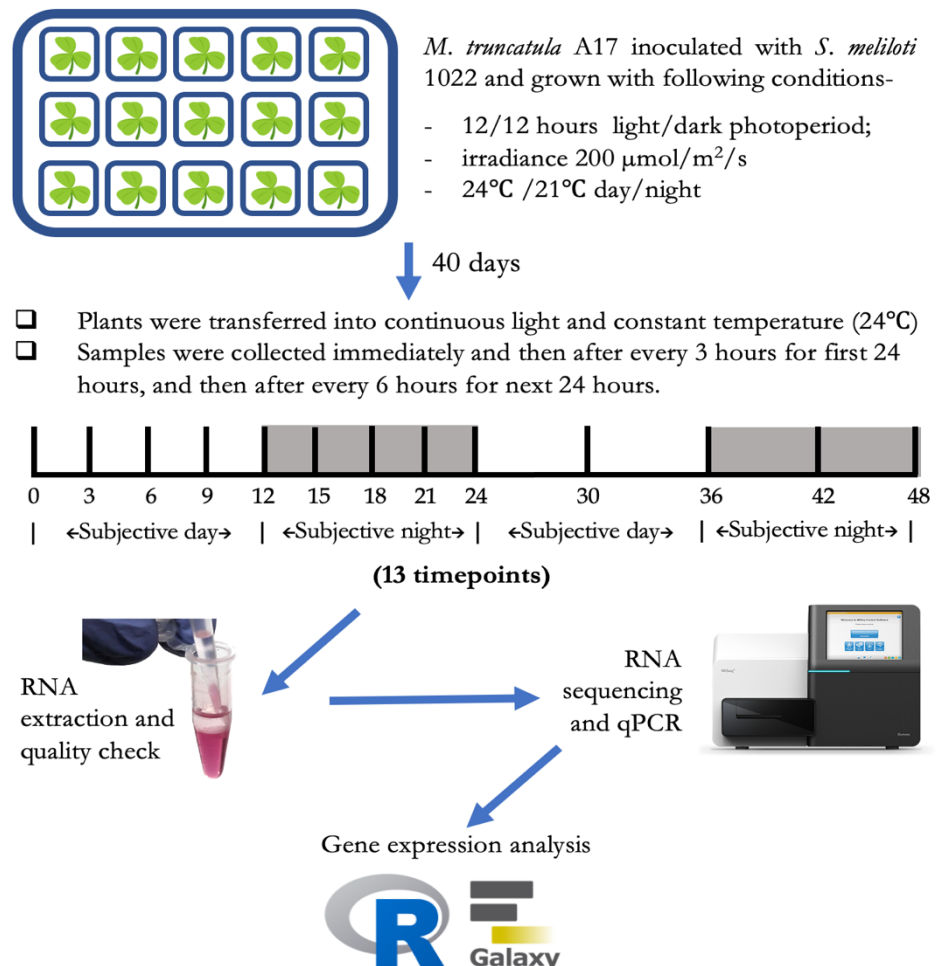 M. truncatula A17 inoculated with S. meliloti
1022 and grown with following conditions-
- 12/12 hours light/dark photoperiod;
- irradiance 200 μmol/m²/s
- 24℃ /21℃ day/night
40 days
❑ Plants were transferred into continuous light and constant temperature (24℃)
❑ Samples were collected immediately and then after every 3 hours for first 24
hours, and then after every 6 hours for next 24 hours.
0 3 6 9 12 15 18 21 24 30 36 42 48
| ←Subjective day→ | ←Subjective night→ | ←Subjective day→ | ←Subjective night→ |
(13 timepoints)
RNA
extraction and
quality check
RNA
sequencing
and qPCR
Gene expression analysis
R
Galaxy